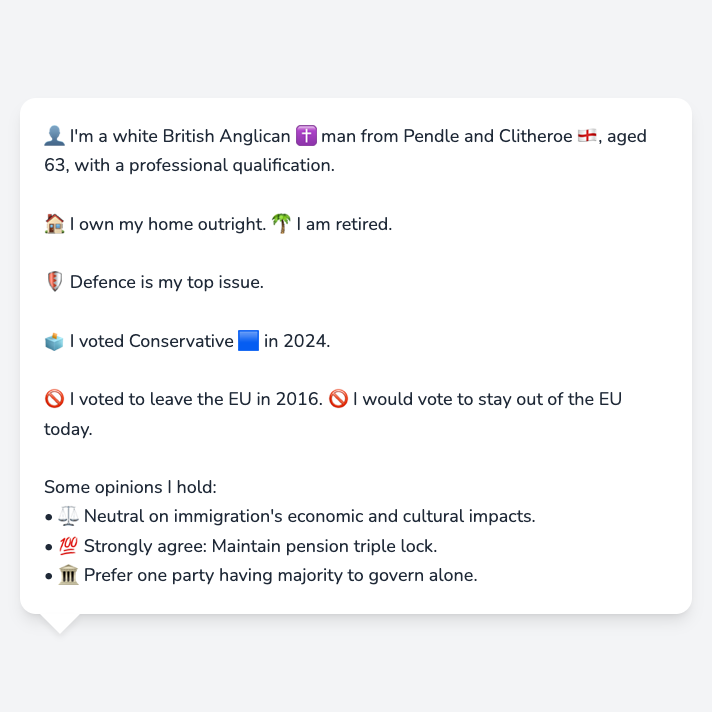 👤 I'm a white British Anglican ✝️ man from Pendle and Clitheroe 🏴󠁧󠁢󠁥󠁮󠁧󠁿, aged
63, with a professional qualification.
🏠 I own my home outright. 🌴 I am retired.
🛡️ Defence is my top issue.
🗳️ I voted Conservative 🟦 in 2024.
🚫 I voted to leave the EU in 2016. 🚫 I would vote to stay out of the EU
today.
Some opinions I hold:
• ⚖️ Neutral on immigration's economic and cultural impacts.
• 💯 Strongly agree: Maintain pension triple lock.
• 🏛️ Prefer one party having majority to govern alone.